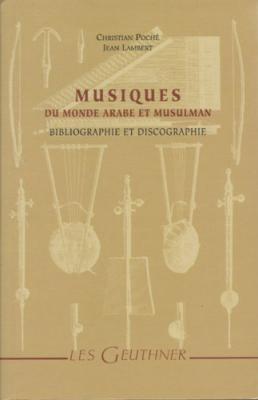 CHRISTIAN POCHÉ
JEAN LAMBERT
MUSIQUES
DU MONDE ARABE ET MUSULMAN
BIBLIOGRAPHIE ET DISCOGRAPHIE
LES GEUTHNER